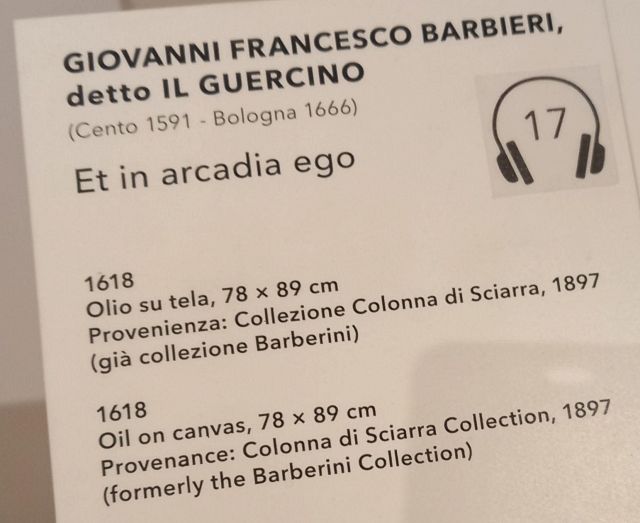 GIOVANNI FRANCESCO BARBIERI,
detto IL GUERCINO
(Cento 1591 - Bologna 1666)
17
Et in arcadia ego
1618
Olio su tela, 78 × 89 cm
Provenienza: Collezione Colonna di Sciarra, 1897
(già collezione Barberini)
1618
Oil on canvas, 78 × 89 cm
Provenance: Colonna di Sciarra Collection, 1897
(formerly the Barberini Collection)